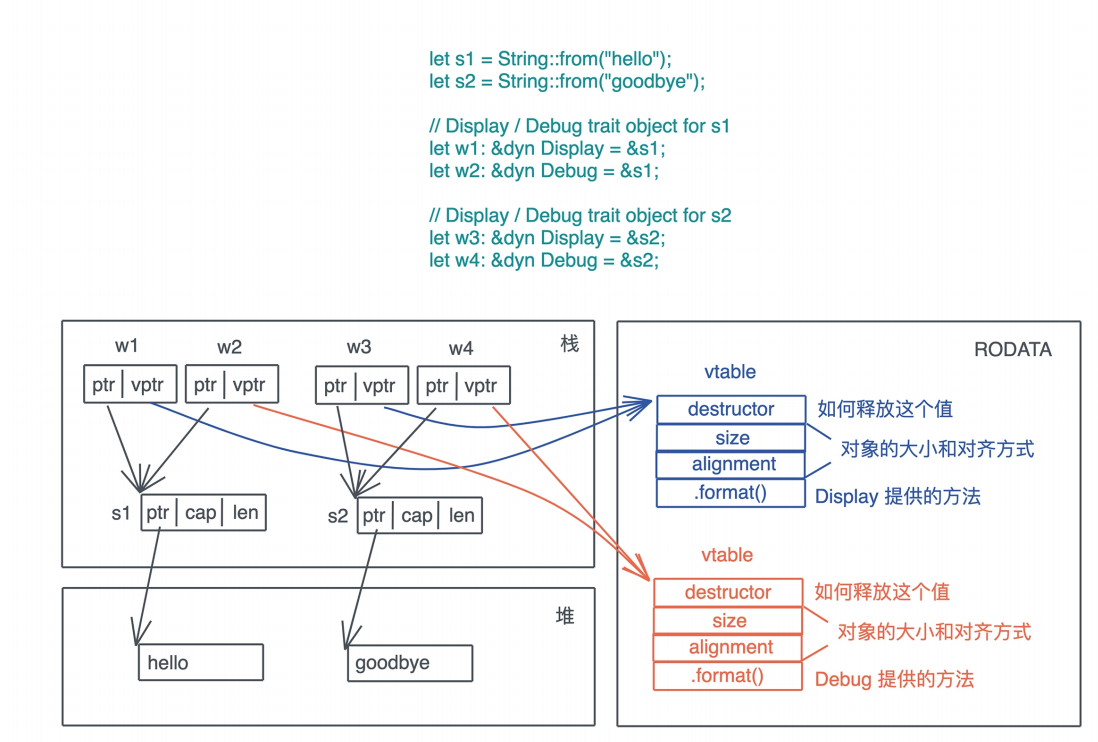 let s1 = String::from("hello");
let s2 = String::from("goodbye");
// Display / Debug trait object for s1
let w1: &dyn Display = &s1;
let w2: &dyn Debug = &s1;
// Display / Debug trait object for s2
let w3: &dyn Display = &s2;
let w4: &dyn Debug = &s2;
w1 w2 w3 w4 栈
ptr vptr ptr vptr ptr vptr ptr vptr
s1 ptr cap len s2 ptr cap len
堆
hello goodbye
RODATA
vtable
destructor 如何释放这个值
size
对象的大小和对齐方式
alignment
.format() Display 提供的方法
vtable
destructor 如何释放这个值
size
对象的大小和对齐方式
alignment
.format() Debug 提供的方法